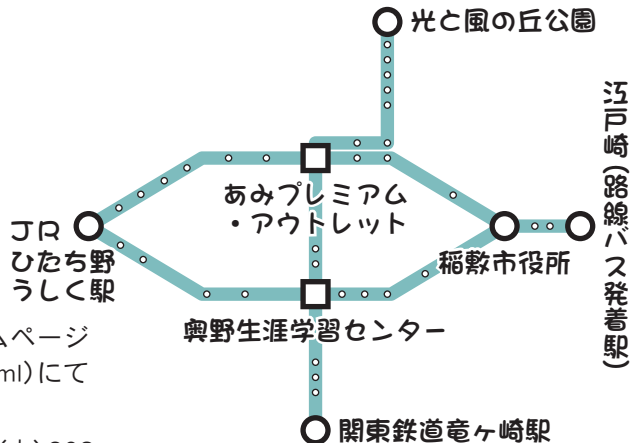 光と風の丘公園
江戸崎(路線バス発着駅)
あみプレミアム
・アウトレット
JR
ひたち野
うしく駅
稲敷市役所
奥野生涯学習センター
ムページ
ml)にて
関東鉄道竜ヶ崎駅